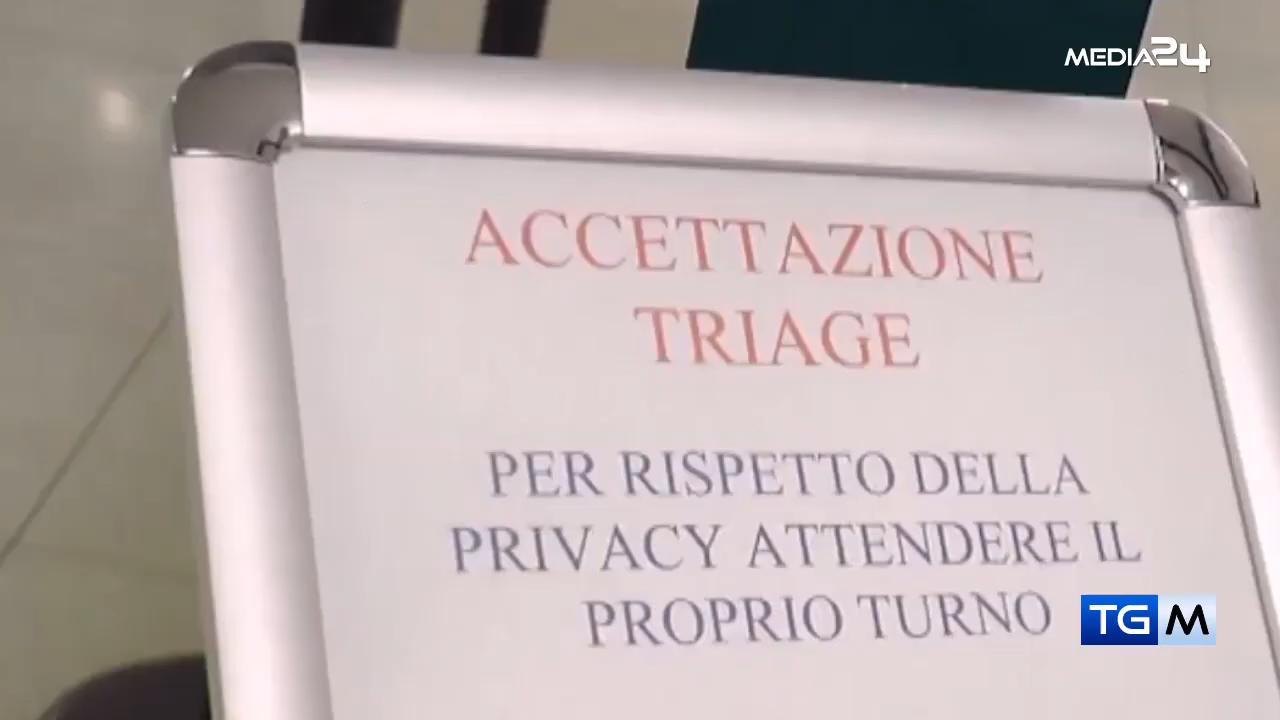 MEDIA24
ACCETTAZIONE
TRIAGE
PER RISPETTO DELLA
PRIVACY ATTENDERE IL
PROPRIO TURNO
TGM